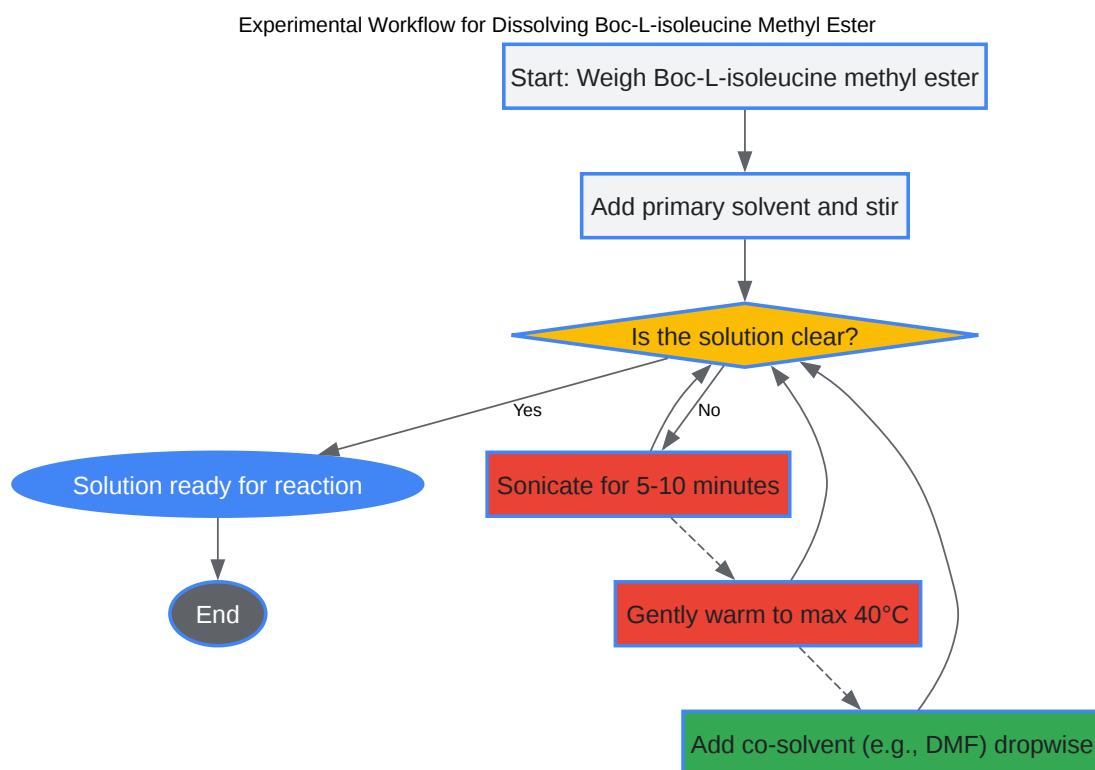 Experimental Workflow for Dissolving Boc-L-isoleucine Methyl Ester
Start: Weigh Boc-L-isoleucine methyl ester
Add primary solvent and stir
Is the solution clear?
Yes
No
Solution ready for reaction
Sonicate for 5-10 minutes
End
Gently warm to max 40°C
Add co-solvent (e.g., DMF) dropwise